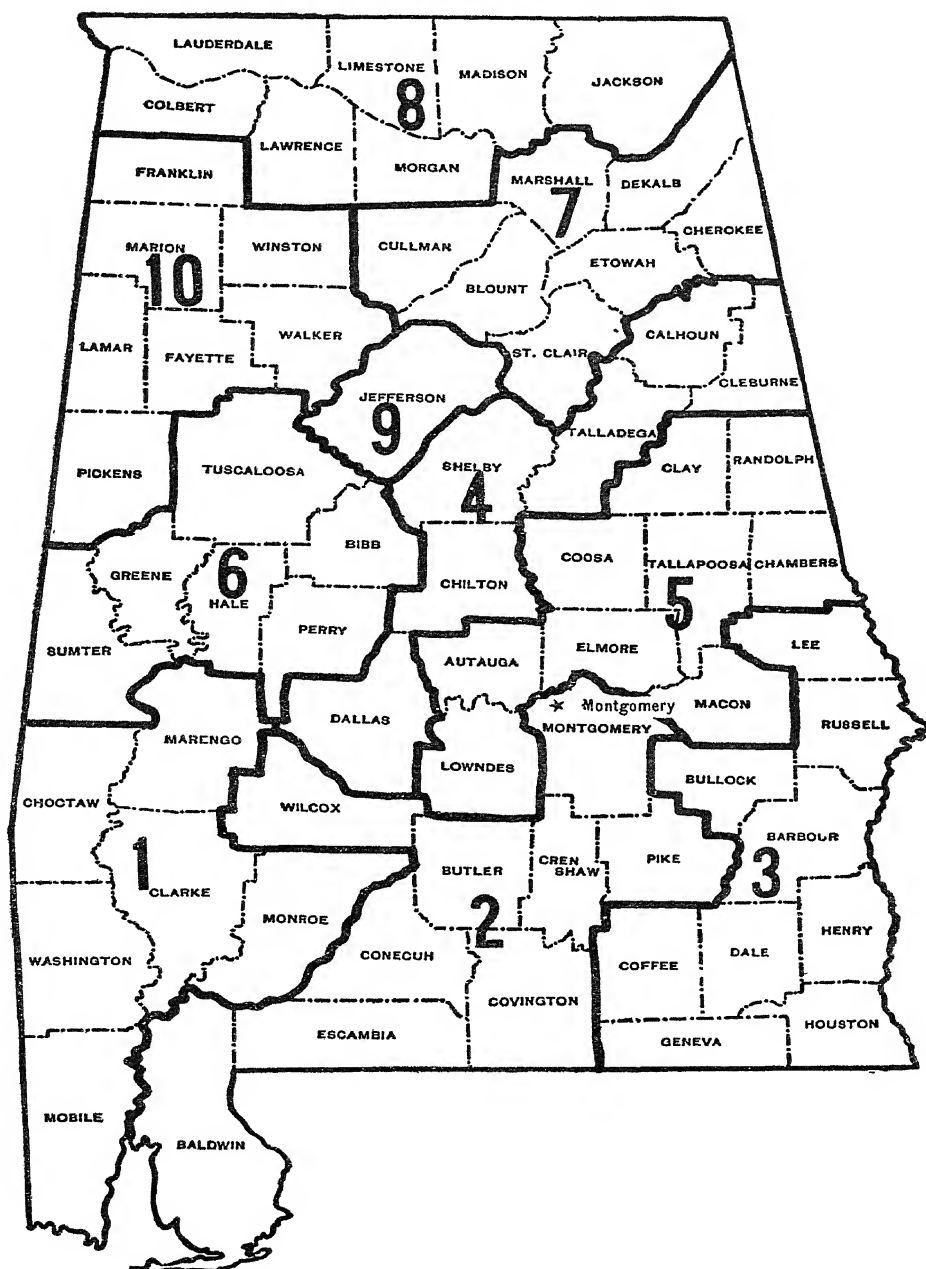 LAUDERDALE
LIMESTONE
MADISON
JACKSON
COLBERT
8
LAWRENCE
MORGAN
FRANKLIN
MARSHALL
DEKALB
7
CHEROKEE
MARION
WINSTON
CULLMAN
ETOWAH
10
BLOUNT
LAMAR
WALKER
CALHOUN
FAYETTE
ST. CLAIR
CLEBURNE
JEFFERSON
9
TALLADEGA
PICKENS
TUSCALOOSA
SHELBY
CLAY
RANDOLPH
4
BIBB
COOSA
TALLAPOOSA
CHAMBERS
GREENE
6
HALE
CHILTON
5
PERRY
SUMTER
ELMORE
LEE
AUTAUGA
MACON
Montgomery
DALLAS
MONTGOMERY
RUSSELL
MARENGO
LOWNDES
BULLOCK
CHOCTAW
WILCOX
BARBOUR
1
CLARKE
BUTLER
CREN
SHAW
PIKE
3
MONROE
2
HENRY
WASHINGTON
CONECUH
COFFEE
DALE
COVINGTON
HOUSTON
ESCAMBIA
GENEVA
MOBILE
BALDWIN